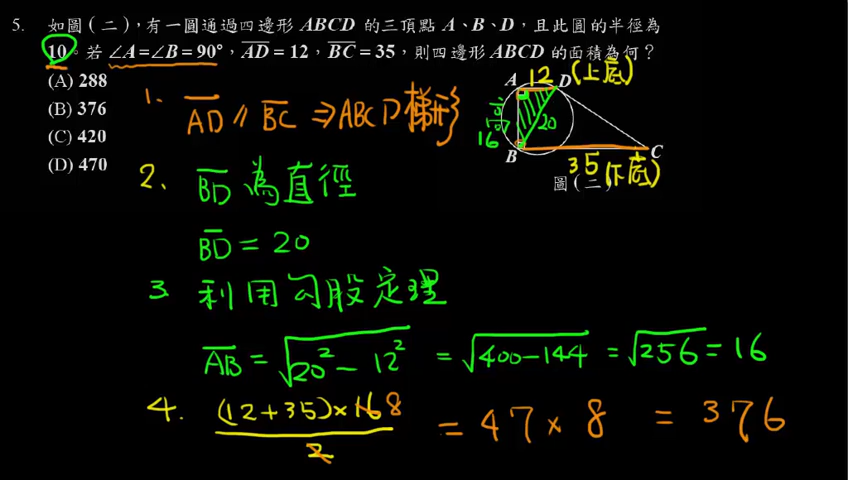 5. 如圖(二),有一圓通過四邊形 ABCD 的三頂點 A、B、D,且此圓的半徑為
10。若 ∠A=∠B=90°,AD=12,BC=35,則四邊形 ABCD 的面積為何?
(A) 288
(B) 376
(C) 420
(D) 470
A 12 D (上底)
高
16
20
B 35 (下底) C
圖(二)
1. AD // BC ⇒ ABCD 梯形
2. BD 為直徑
BD = 20
3 利用勾股定理
AB = √20² - 12² = √400-144 = √256 = 16
4. (12+35)×16 8 = 47 × 8 = 376
2